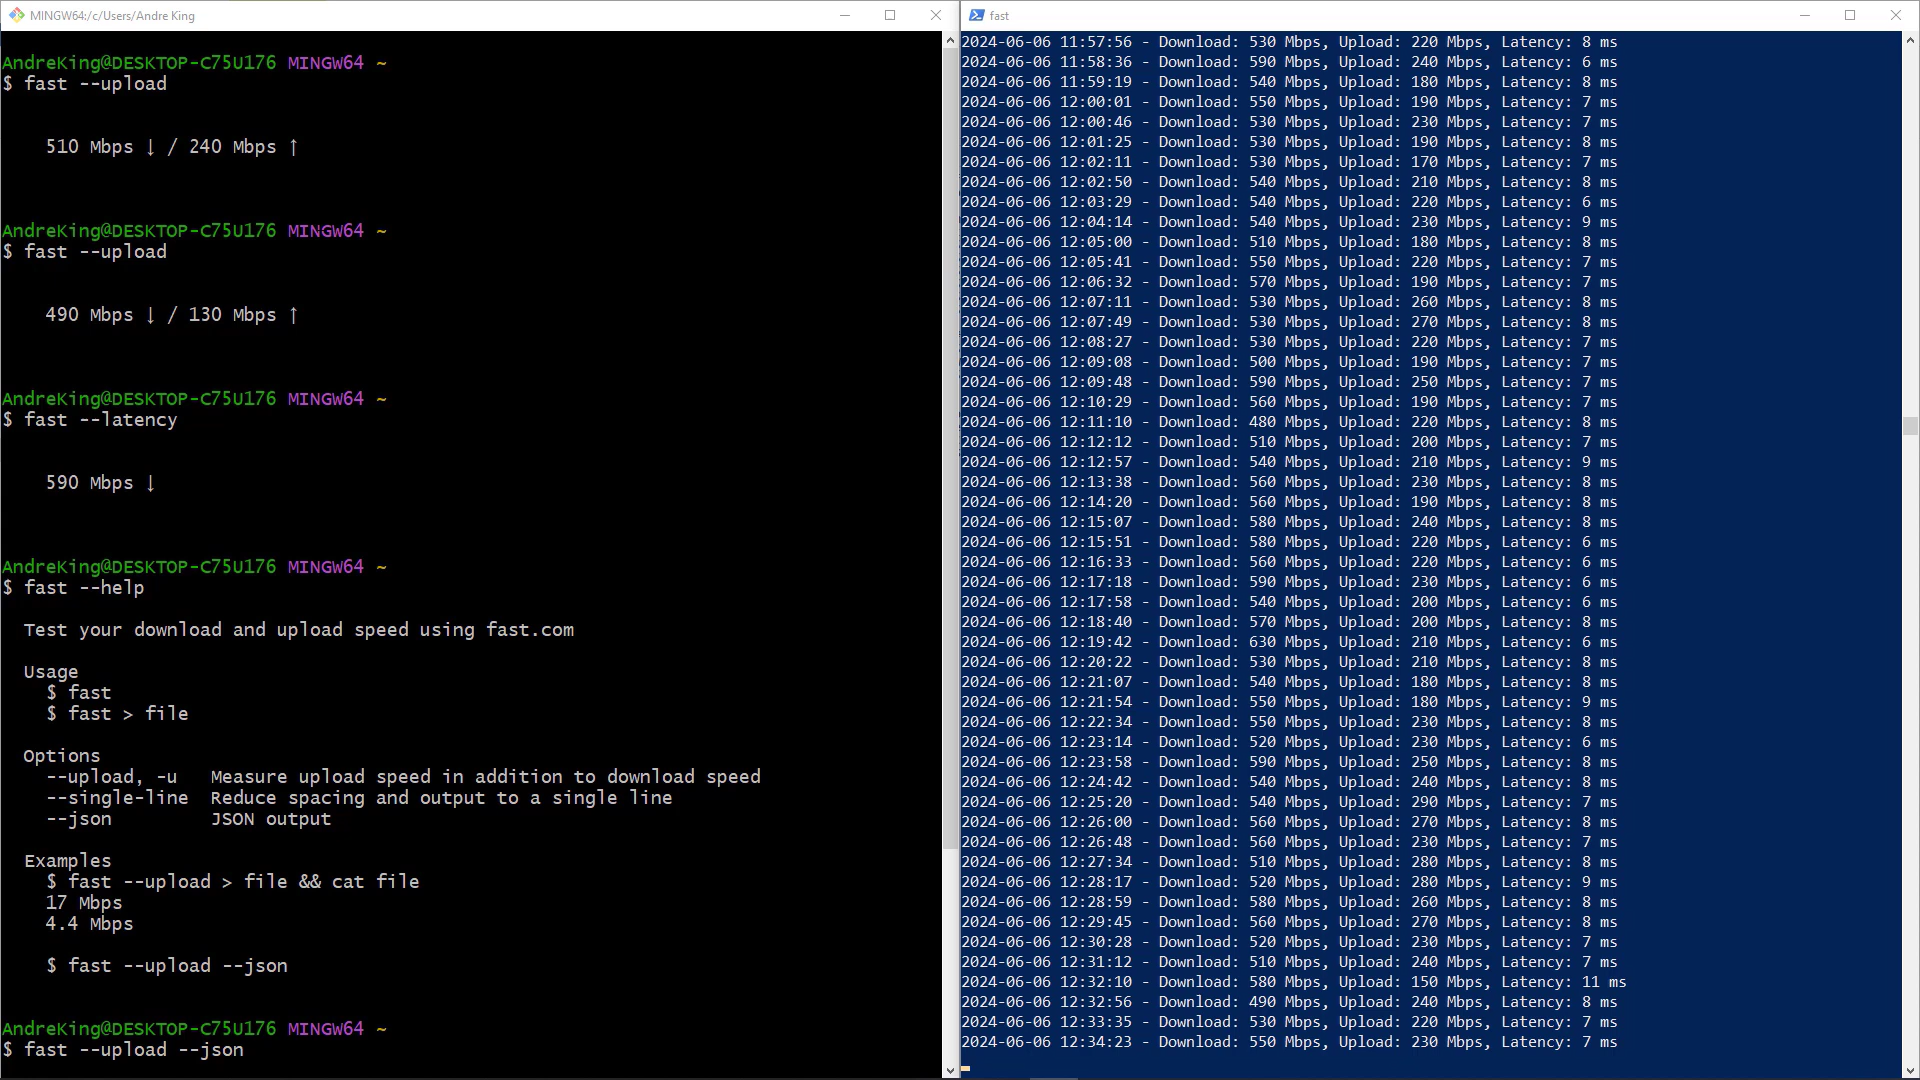 MINGW64:/c/Users/Andre King
AndreKing@DESKTOP-C75U176 MINGW64 ~
$ fast --upload
510 Mbps ↓ / 240 Mbps ↑
AndreKing@DESKTOP-C75U176 MINGW64 ~
$ fast --upload
490 Mbps ↓ / 130 Mbps ↑
AndreKing@DESKTOP-C75U176 MINGW64 ~
$ fast --latency
590 Mbps ↓
AndreKing@DESKTOP-C75U176 MINGW64 ~
$ fast --help
Test your download and upload speed using fast.com
Usage
$ fast
$ fast > file
Options
--upload, -u   Measure upload speed in addition to download speed
--single-line  Reduce spacing and output to a single line
--json         JSON output
Examples
$ fast --upload > file && cat file
17 Mbps
4.4 Mbps
$ fast --upload --json
AndreKing@DESKTOP-C75U176 MINGW64 ~
$ fast --upload --json
fast
2024-06-06 11:57:56 - Download: 530 Mbps, Upload: 220 Mbps, Latency: 8 ms
2024-06-06 11:58:36 - Download: 590 Mbps, Upload: 240 Mbps, Latency: 6 ms
2024-06-06 11:59:19 - Download: 540 Mbps, Upload: 180 Mbps, Latency: 8 ms
2024-06-06 12:00:01 - Download: 550 Mbps, Upload: 190 Mbps, Latency: 7 ms
2024-06-06 12:00:46 - Download: 530 Mbps, Upload: 230 Mbps, Latency: 7 ms
2024-06-06 12:01:25 - Download: 530 Mbps, Upload: 190 Mbps, Latency: 8 ms
2024-06-06 12:02:11 - Download: 530 Mbps, Upload: 170 Mbps, Latency: 7 ms
2024-06-06 12:02:50 - Download: 540 Mbps, Upload: 210 Mbps, Latency: 8 ms
2024-06-06 12:03:29 - Download: 540 Mbps, Upload: 220 Mbps, Latency: 6 ms
2024-06-06 12:04:14 - Download: 540 Mbps, Upload: 230 Mbps, Latency: 9 ms
2024-06-06 12:05:00 - Download: 510 Mbps, Upload: 180 Mbps, Latency: 8 ms
2024-06-06 12:05:41 - Download: 550 Mbps, Upload: 220 Mbps, Latency: 7 ms
2024-06-06 12:06:32 - Download: 570 Mbps, Upload: 190 Mbps, Latency: 7 ms
2024-06-06 12:07:11 - Download: 530 Mbps, Upload: 260 Mbps, Latency: 8 ms
2024-06-06 12:07:49 - Download: 530 Mbps, Upload: 270 Mbps, Latency: 8 ms
2024-06-06 12:08:27 - Download: 530 Mbps, Upload: 220 Mbps, Latency: 7 ms
2024-06-06 12:09:08 - Download: 500 Mbps, Upload: 190 Mbps, Latency: 7 ms
2024-06-06 12:09:48 - Download: 590 Mbps, Upload: 250 Mbps, Latency: 7 ms
2024-06-06 12:10:29 - Download: 560 Mbps, Upload: 190 Mbps, Latency: 7 ms
2024-06-06 12:11:10 - Download: 480 Mbps, Upload: 220 Mbps, Latency: 8 ms
2024-06-06 12:12:12 - Download: 510 Mbps, Upload: 200 Mbps, Latency: 7 ms
2024-06-06 12:12:57 - Download: 540 Mbps, Upload: 210 Mbps, Latency: 9 ms
2024-06-06 12:13:38 - Download: 560 Mbps, Upload: 230 Mbps, Latency: 8 ms
2024-06-06 12:14:20 - Download: 560 Mbps, Upload: 190 Mbps, Latency: 8 ms
2024-06-06 12:15:07 - Download: 580 Mbps, Upload: 240 Mbps, Latency: 8 ms
2024-06-06 12:15:51 - Download: 580 Mbps, Upload: 220 Mbps, Latency: 6 ms
2024-06-06 12:16:33 - Download: 560 Mbps, Upload: 220 Mbps, Latency: 6 ms
2024-06-06 12:17:18 - Download: 590 Mbps, Upload: 230 Mbps, Latency: 6 ms
2024-06-06 12:17:58 - Download: 540 Mbps, Upload: 200 Mbps, Latency: 6 ms
2024-06-06 12:18:40 - Download: 570 Mbps, Upload: 200 Mbps, Latency: 8 ms
2024-06-06 12:19:42 - Download: 630 Mbps, Upload: 210 Mbps, Latency: 6 ms
2024-06-06 12:20:22 - Download: 530 Mbps, Upload: 210 Mbps, Latency: 8 ms
2024-06-06 12:21:07 - Download: 540 Mbps, Upload: 180 Mbps, Latency: 8 ms
2024-06-06 12:21:54 - Download: 550 Mbps, Upload: 180 Mbps, Latency: 9 ms
2024-06-06 12:22:34 - Download: 550 Mbps, Upload: 230 Mbps, Latency: 8 ms
2024-06-06 12:23:14 - Download: 520 Mbps, Upload: 230 Mbps, Latency: 6 ms
2024-06-06 12:23:58 - Download: 590 Mbps, Upload: 250 Mbps, Latency: 8 ms
2024-06-06 12:24:42 - Download: 540 Mbps, Upload: 240 Mbps, Latency: 8 ms
2024-06-06 12:25:20 - Download: 540 Mbps, Upload: 290 Mbps, Latency: 7 ms
2024-06-06 12:26:00 - Download: 560 Mbps, Upload: 270 Mbps, Latency: 8 ms
2024-06-06 12:26:48 - Download: 560 Mbps, Upload: 230 Mbps, Latency: 7 ms
2024-06-06 12:27:34 - Download: 510 Mbps, Upload: 280 Mbps, Latency: 8 ms
2024-06-06 12:28:17 - Download: 520 Mbps, Upload: 280 Mbps, Latency: 9 ms
2024-06-06 12:28:59 - Download: 580 Mbps, Upload: 260 Mbps, Latency: 8 ms
2024-06-06 12:29:45 - Download: 560 Mbps, Upload: 270 Mbps, Latency: 8 ms
2024-06-06 12:30:28 - Download: 520 Mbps, Upload: 230 Mbps, Latency: 7 ms
2024-06-06 12:31:12 - Download: 510 Mbps, Upload: 240 Mbps, Latency: 7 ms
2024-06-06 12:32:10 - Download: 580 Mbps, Upload: 150 Mbps, Latency: 11 ms
2024-06-06 12:32:56 - Download: 490 Mbps, Upload: 240 Mbps, Latency: 8 ms
2024-06-06 12:33:35 - Download: 530 Mbps, Upload: 220 Mbps, Latency: 7 ms
2024-06-06 12:34:23 - Download: 550 Mbps, Upload: 230 Mbps, Latency: 7 ms